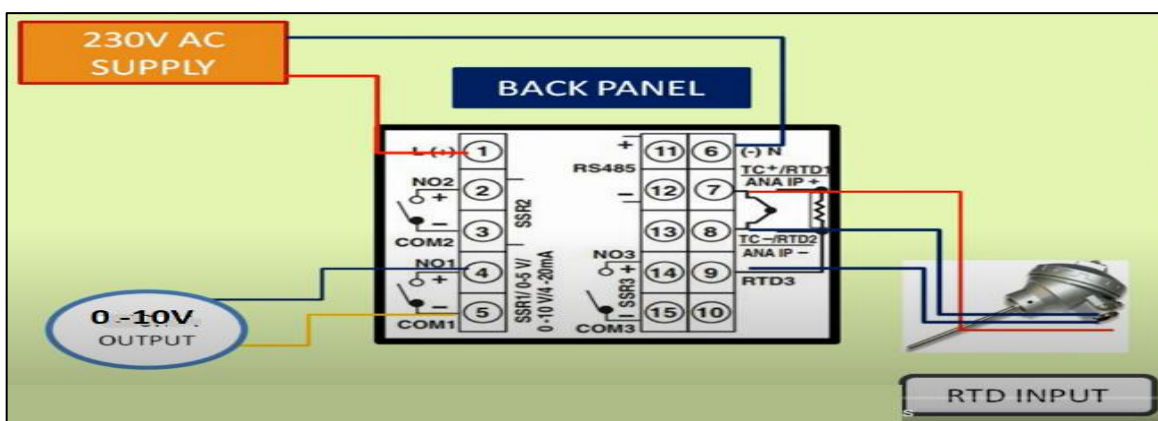 230V AC
SUPPLY
BACK PANEL
L (+)
1
11
6
(-) N
+
RS485
NO2
2
12
7
TC+/RTD1
ANA IP +
+
−
SSR2
−
3
13
8
COM2
TC−/RTD2
ANA IP −
NO1
4
NO3
14
9
RTD3
+
+
SSR1/ 0-5 V/
0 -10 V/4 -20mA
SSR3
−
5
−
15
10
COM1
COM3
0 -10V
OUTPUT
RTD INPUT
s